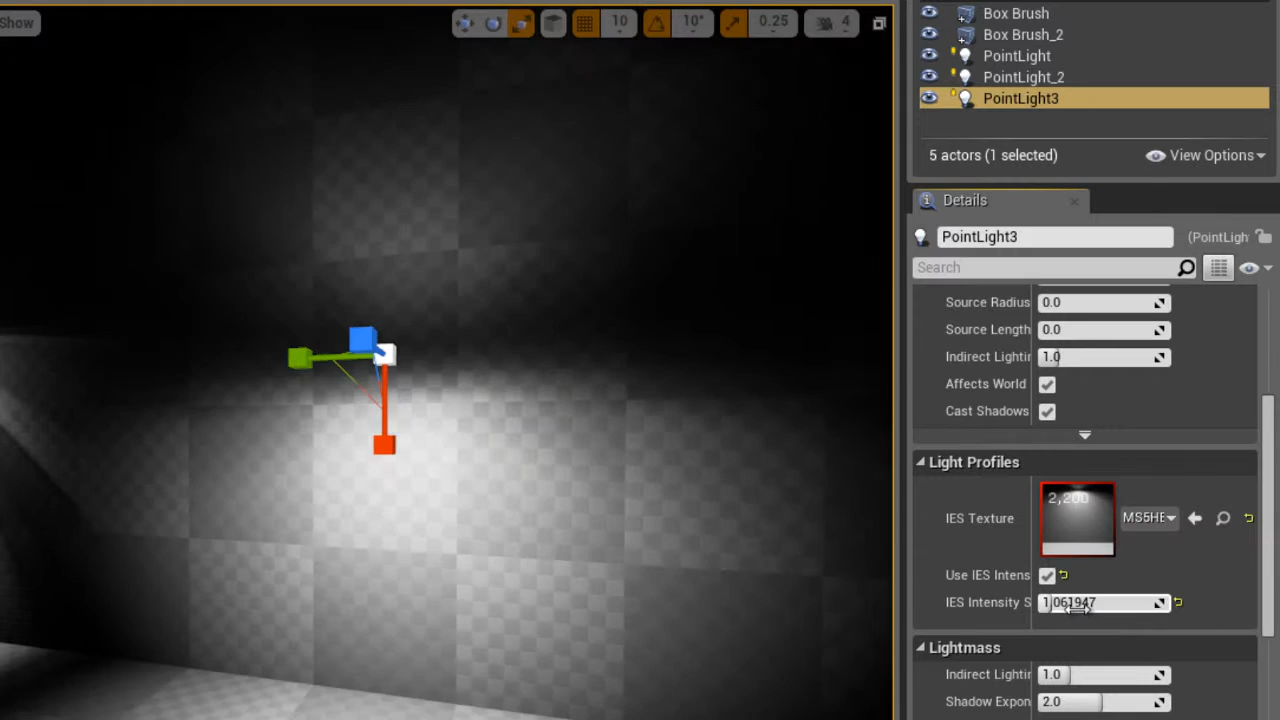 Show
10
10°
0.25
4
Box Brush
Box Brush_2
PointLight
PointLight_2
PointLight3
5 actors (1 selected)
View Options
Details
PointLight3
(PointLigh
Search
Source Radius
0.0
Source Length
0.0
Indirect Lightin
1.0
Affects World
Cast Shadows
Light Profiles
IES Texture
2,200
MS5HE
Use IES Intens
IES Intensity S
1.061947
Lightmass
Indirect Lightin
1.0
Shadow Expon
2.0